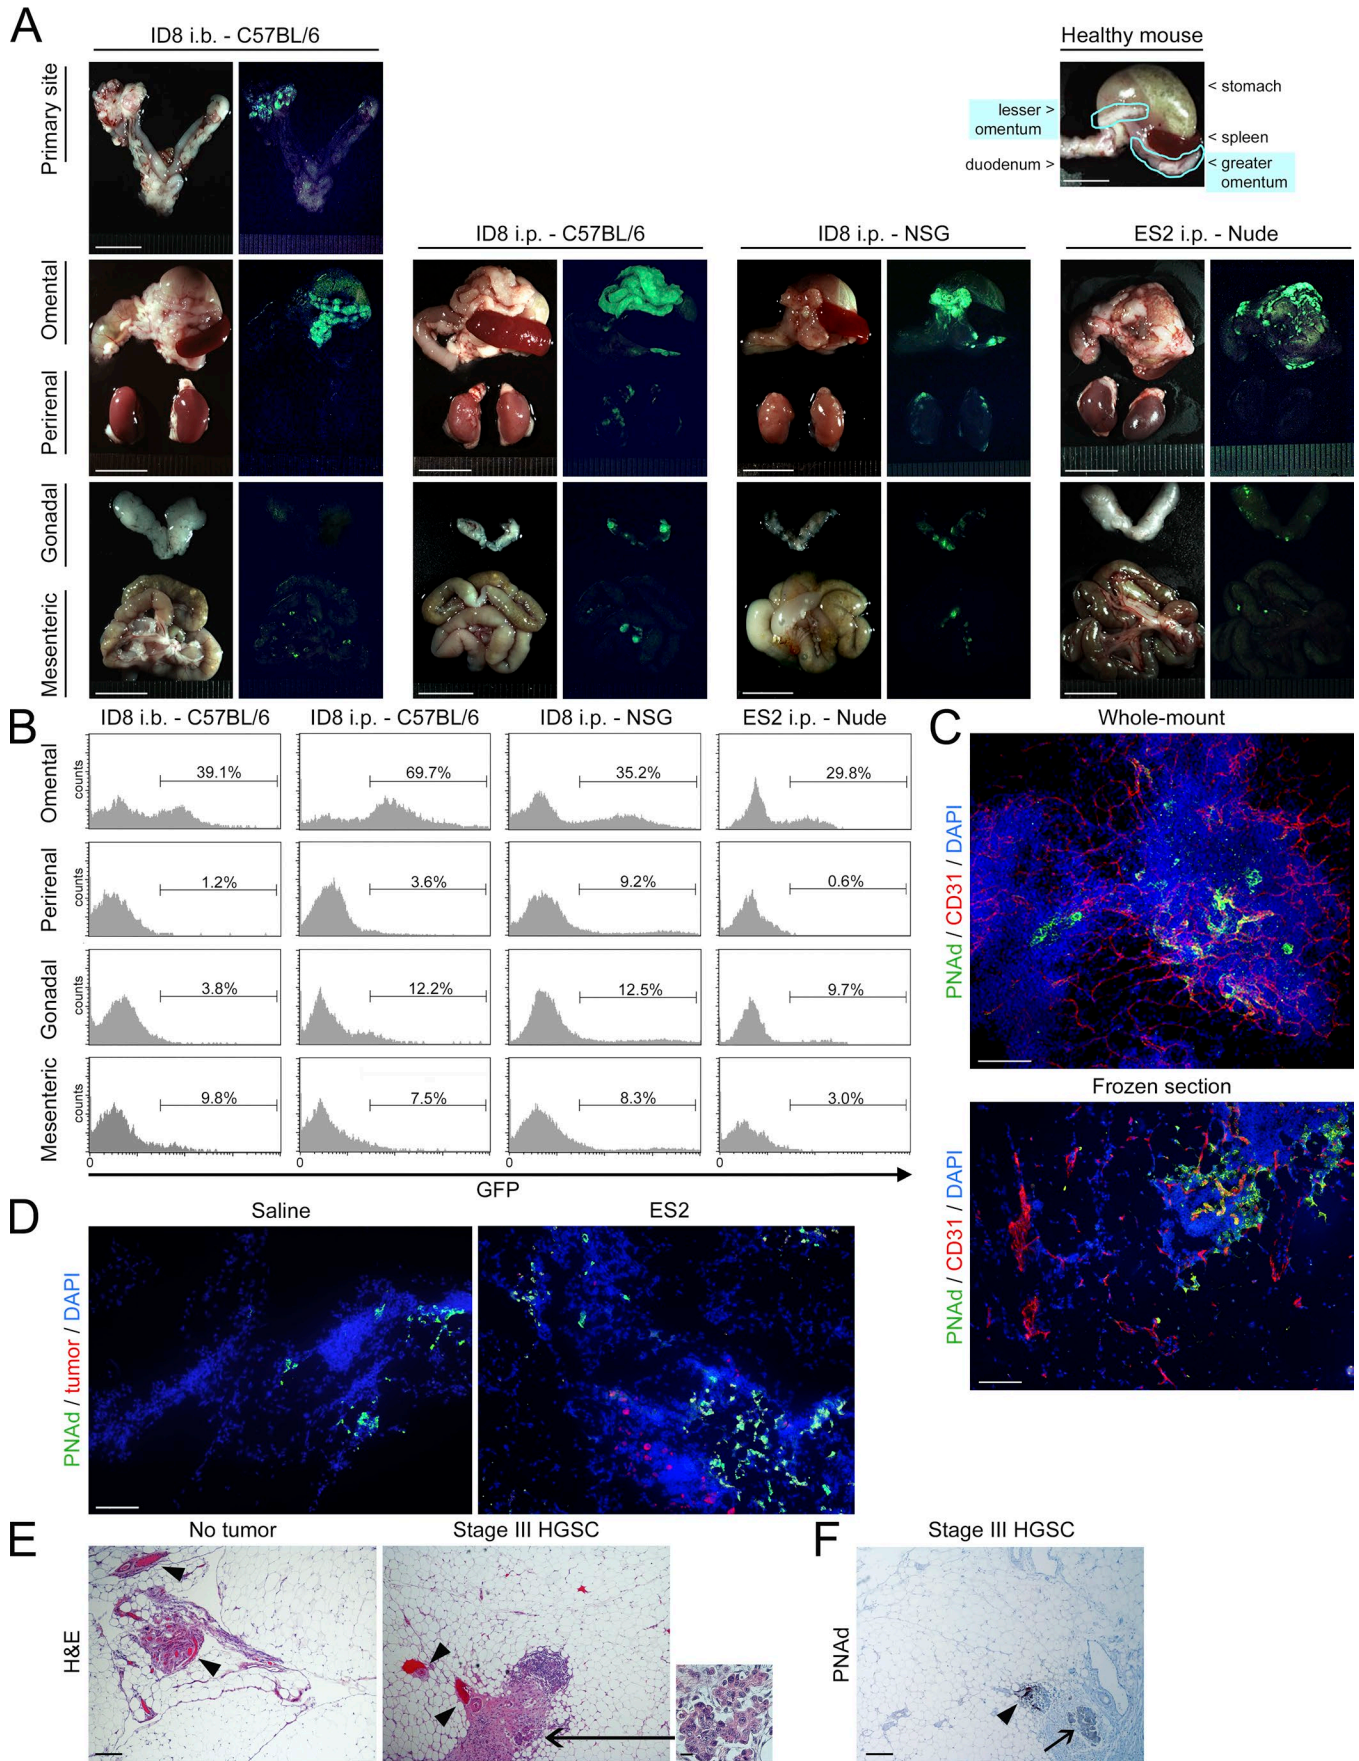 A
ID8 i.b. - C57BL/6
Healthy mouse
Primary site
lesser >
omentum
duodenum >
< stomach
< spleen
< greater
omentum
ID8 i.p. - C57BL/6
ID8 i.p. - NSG
ES2 i.p. - Nude
Omental
Perirenal
Gonadal
Mesenteric
B
ID8 i.b. - C57BL/6
ID8 i.p. - C57BL/6
ID8 i.p. - NSG
ES2 i.p. - Nude
Omental
counts
39.1%
69.7%
35.2%
29.8%
Perirenal
counts
1.2%
3.6%
9.2%
0.6%
Gonadal
counts
3.8%
12.2%
12.5%
9.7%
Mesenteric
counts
9.8%
7.5%
8.3%
3.0%
0
0
0
0
GFP
C
Whole-mount
PNAd / CD31 / DAPI
Frozen section
PNAd / CD31 / DAPI
D
Saline
ES2
PNAd / tumor / DAPI
E
No tumor
Stage III HGSC
H&E
F
Stage III HGSC
PNAd